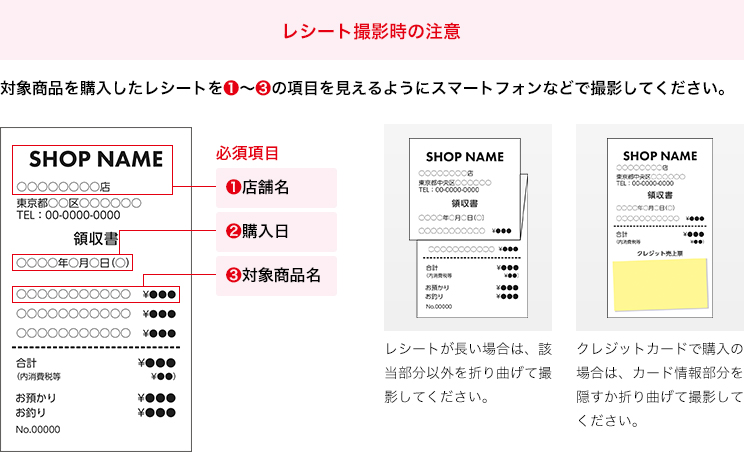 レシート撮影時の注意
対象商品を購入したレシートを❶～❸の項目を見えるようにスマートフォンなどで撮影してください。
SHOP NAME
○○○○○○○○店
東京都○○区○○○○○○
TEL：00-0000-0000
領収書
○○○○年○月○日(○)
○○○○○○○○○○○ ¥●●●
○○○○○○○○○○○ ¥●●●
○○○○○○○○○○○ ¥●●●
合計 ¥●●●
(内消費税等 ¥●●)
お預かり ¥●●●
お釣り ¥●●●
No.00000
必須項目
❶店舗名
❷購入日
❸対象商品名
SHOP NAME
○○○○○○○○店
東京都中央区○○○○○○
TEL：00-0000-0000
領収書
○○○○年○月○日(○)
○○○○○○○○○○○ ¥●●●
○○○○○○○○○○○ ¥●●●
合計 ¥●●●
(内消費税等 ¥●●)
お預かり ¥●●●
お釣り ¥●●●
No.00000
レシートが長い場合は、該
当部分以外を折り曲げて撮
影してください。
SHOP NAME
○○○○○○○○店
東京都中央区○○○○○○
TEL：00-0000-0000
領収書
○○○○年○月○日(○)
○○○○○○○○○○○ ¥●●●
合計 ¥●●●
(内消費税等 ¥●●)
クレジット売上票
クレジットカードで購入の
場合は、カード情報部分を
隠すか折り曲げて撮影して
ください。